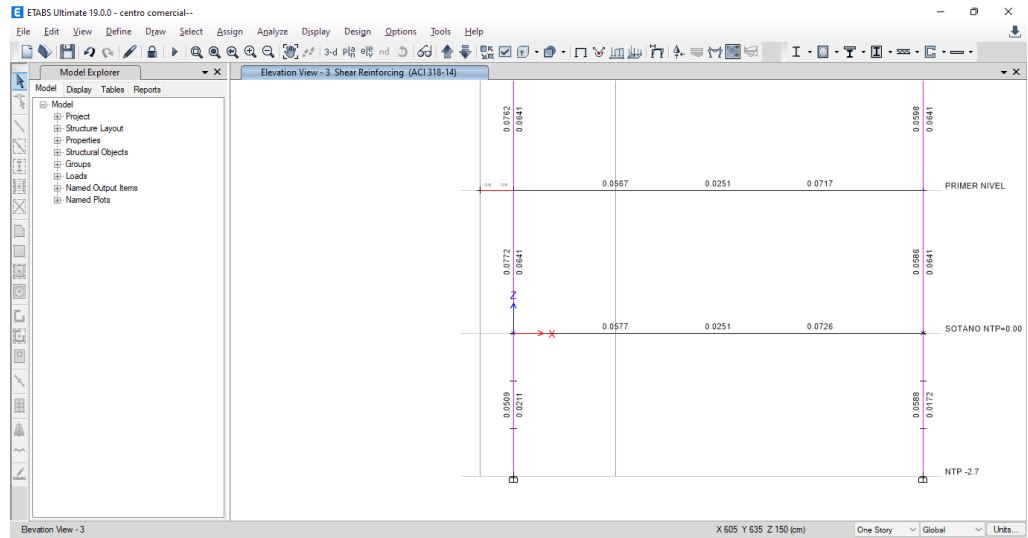 ETABS Ultimate 19.0.0 - centro comercial--
File Edit View Define Draw Select Assign Analyze Display Design Options Tools Help
3-d
Model Explorer
Elevation View - 3 Shear Reinforcing (ACI 318-14)
Model Display Tables Reports
Model
Project
Structure Layout
Properties
Structural Objects
Groups
Loads
Named Output Items
Named Plots
0.0762
0.0641
0.0598
0.0641
0.0567 0.0251 0.0717 PRIMER NIVEL
0.0772
0.0641
0.0586
0.0641
Z
X
0.0577 0.0251 0.0726 SOTANO NTP=0.00
0.0509
0.0211
0.0588
0.0172
NTP -2.7
Elevation View - 3 X 605 Y 635 Z 150 (cm) One Story Global Units...